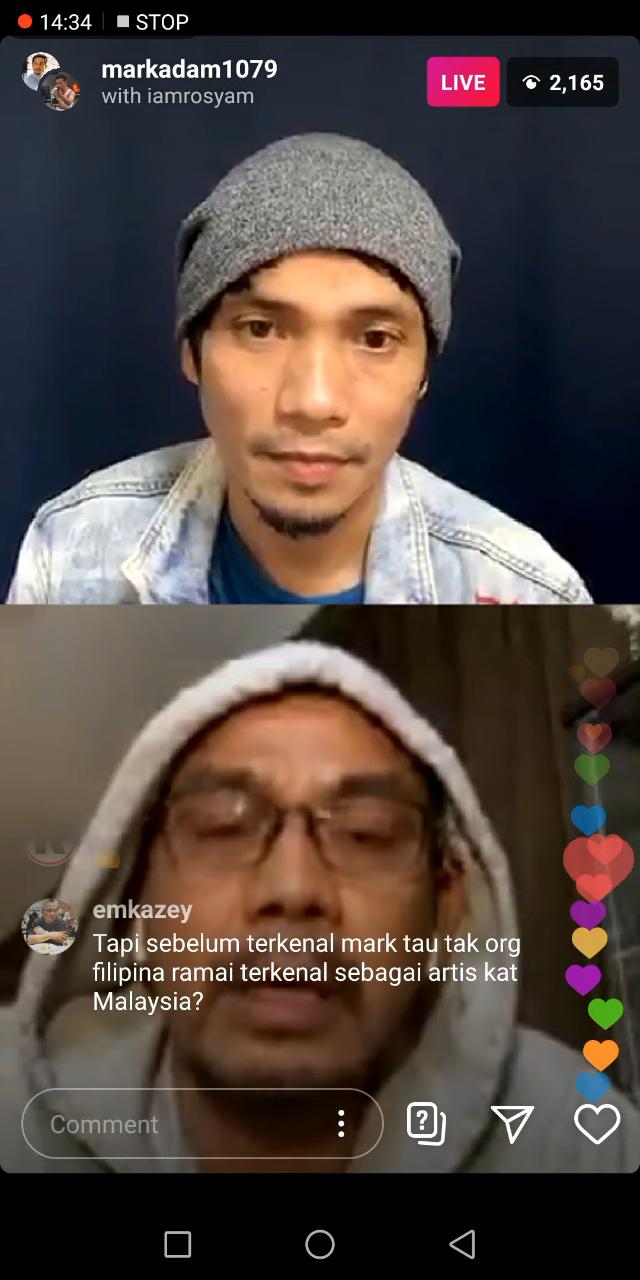 14:34 STOP
markadam1079
with iamrosyam
LIVE
2,165
emkazey
Tapi sebelum terkenal mark tau tak org
filipina ramai terkenal sebagai artis kat
Malaysia?
Comment
?